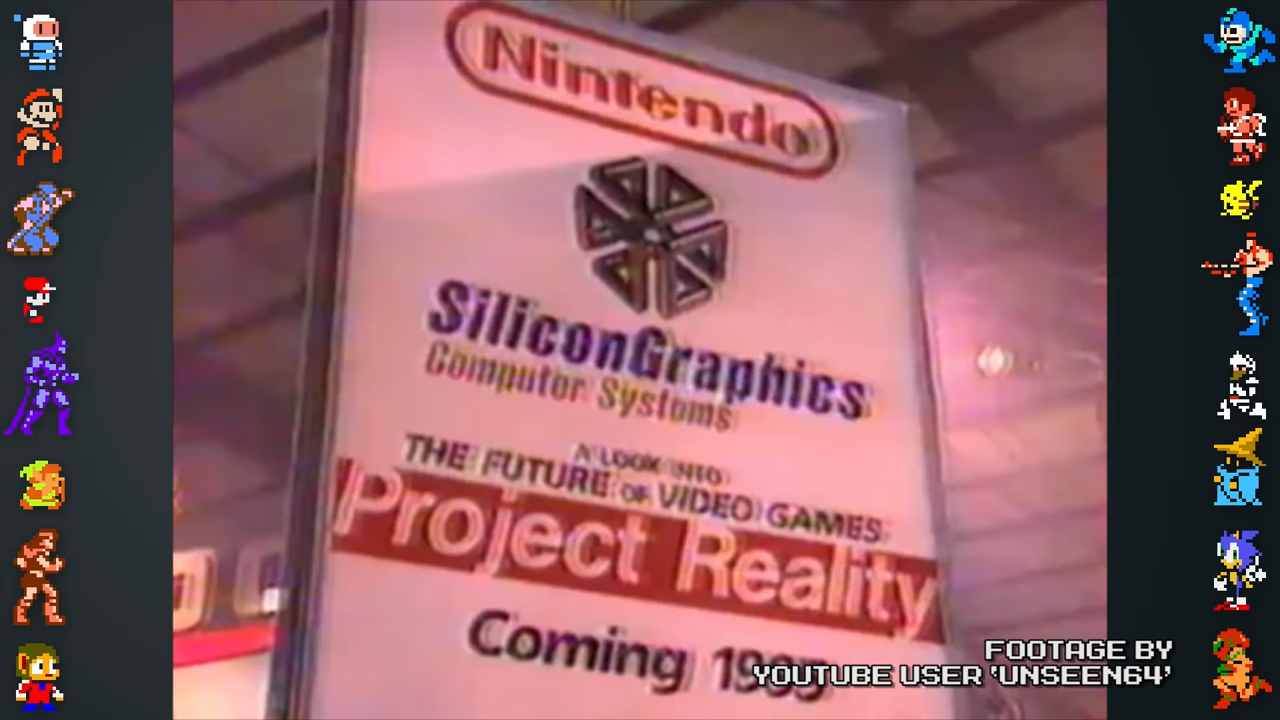 Nintendo
SiliconGraphics
Computer Systems
A LOOK INTO
THE FUTURE OF VIDEO GAMES
Project Reality
Coming 1995
FOOTAGE BY
YOUTUBE USER 'UNSEEN64'